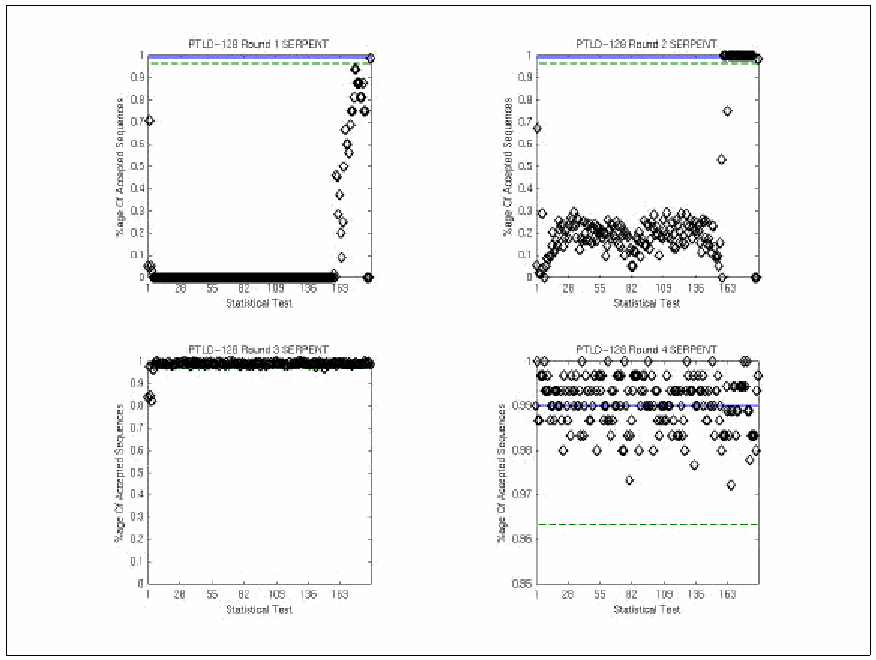 PTLD-128 Round 1 SERPENT
1
0.9
0.8
0.7
0.6
0.5
0.4
0.3
0.2
0.1
0
%age Of Accepted Sequences
1 28 55 82 109 136 163
Statistical Test
PTLD-128 Round 2 SERPENT
1
0.9
0.8
0.7
0.6
0.5
0.4
0.3
0.2
0.1
0
%age Of Accepted Sequences
1 28 55 82 109 136 163
Statistical Test
PTLD-128 Round 3 SERPENT
1
0.9
0.8
0.7
0.6
0.5
0.4
0.3
0.2
0.1
0
%age Of Accepted Sequences
1 28 55 82 109 136 163
Statistical Test
PTLD-128 Round 4 SERPENT
1
0.99
0.98
0.97
0.96
0.95
%age Of Accepted Sequences
1 28 55 82 109 136 163
Statistical Test